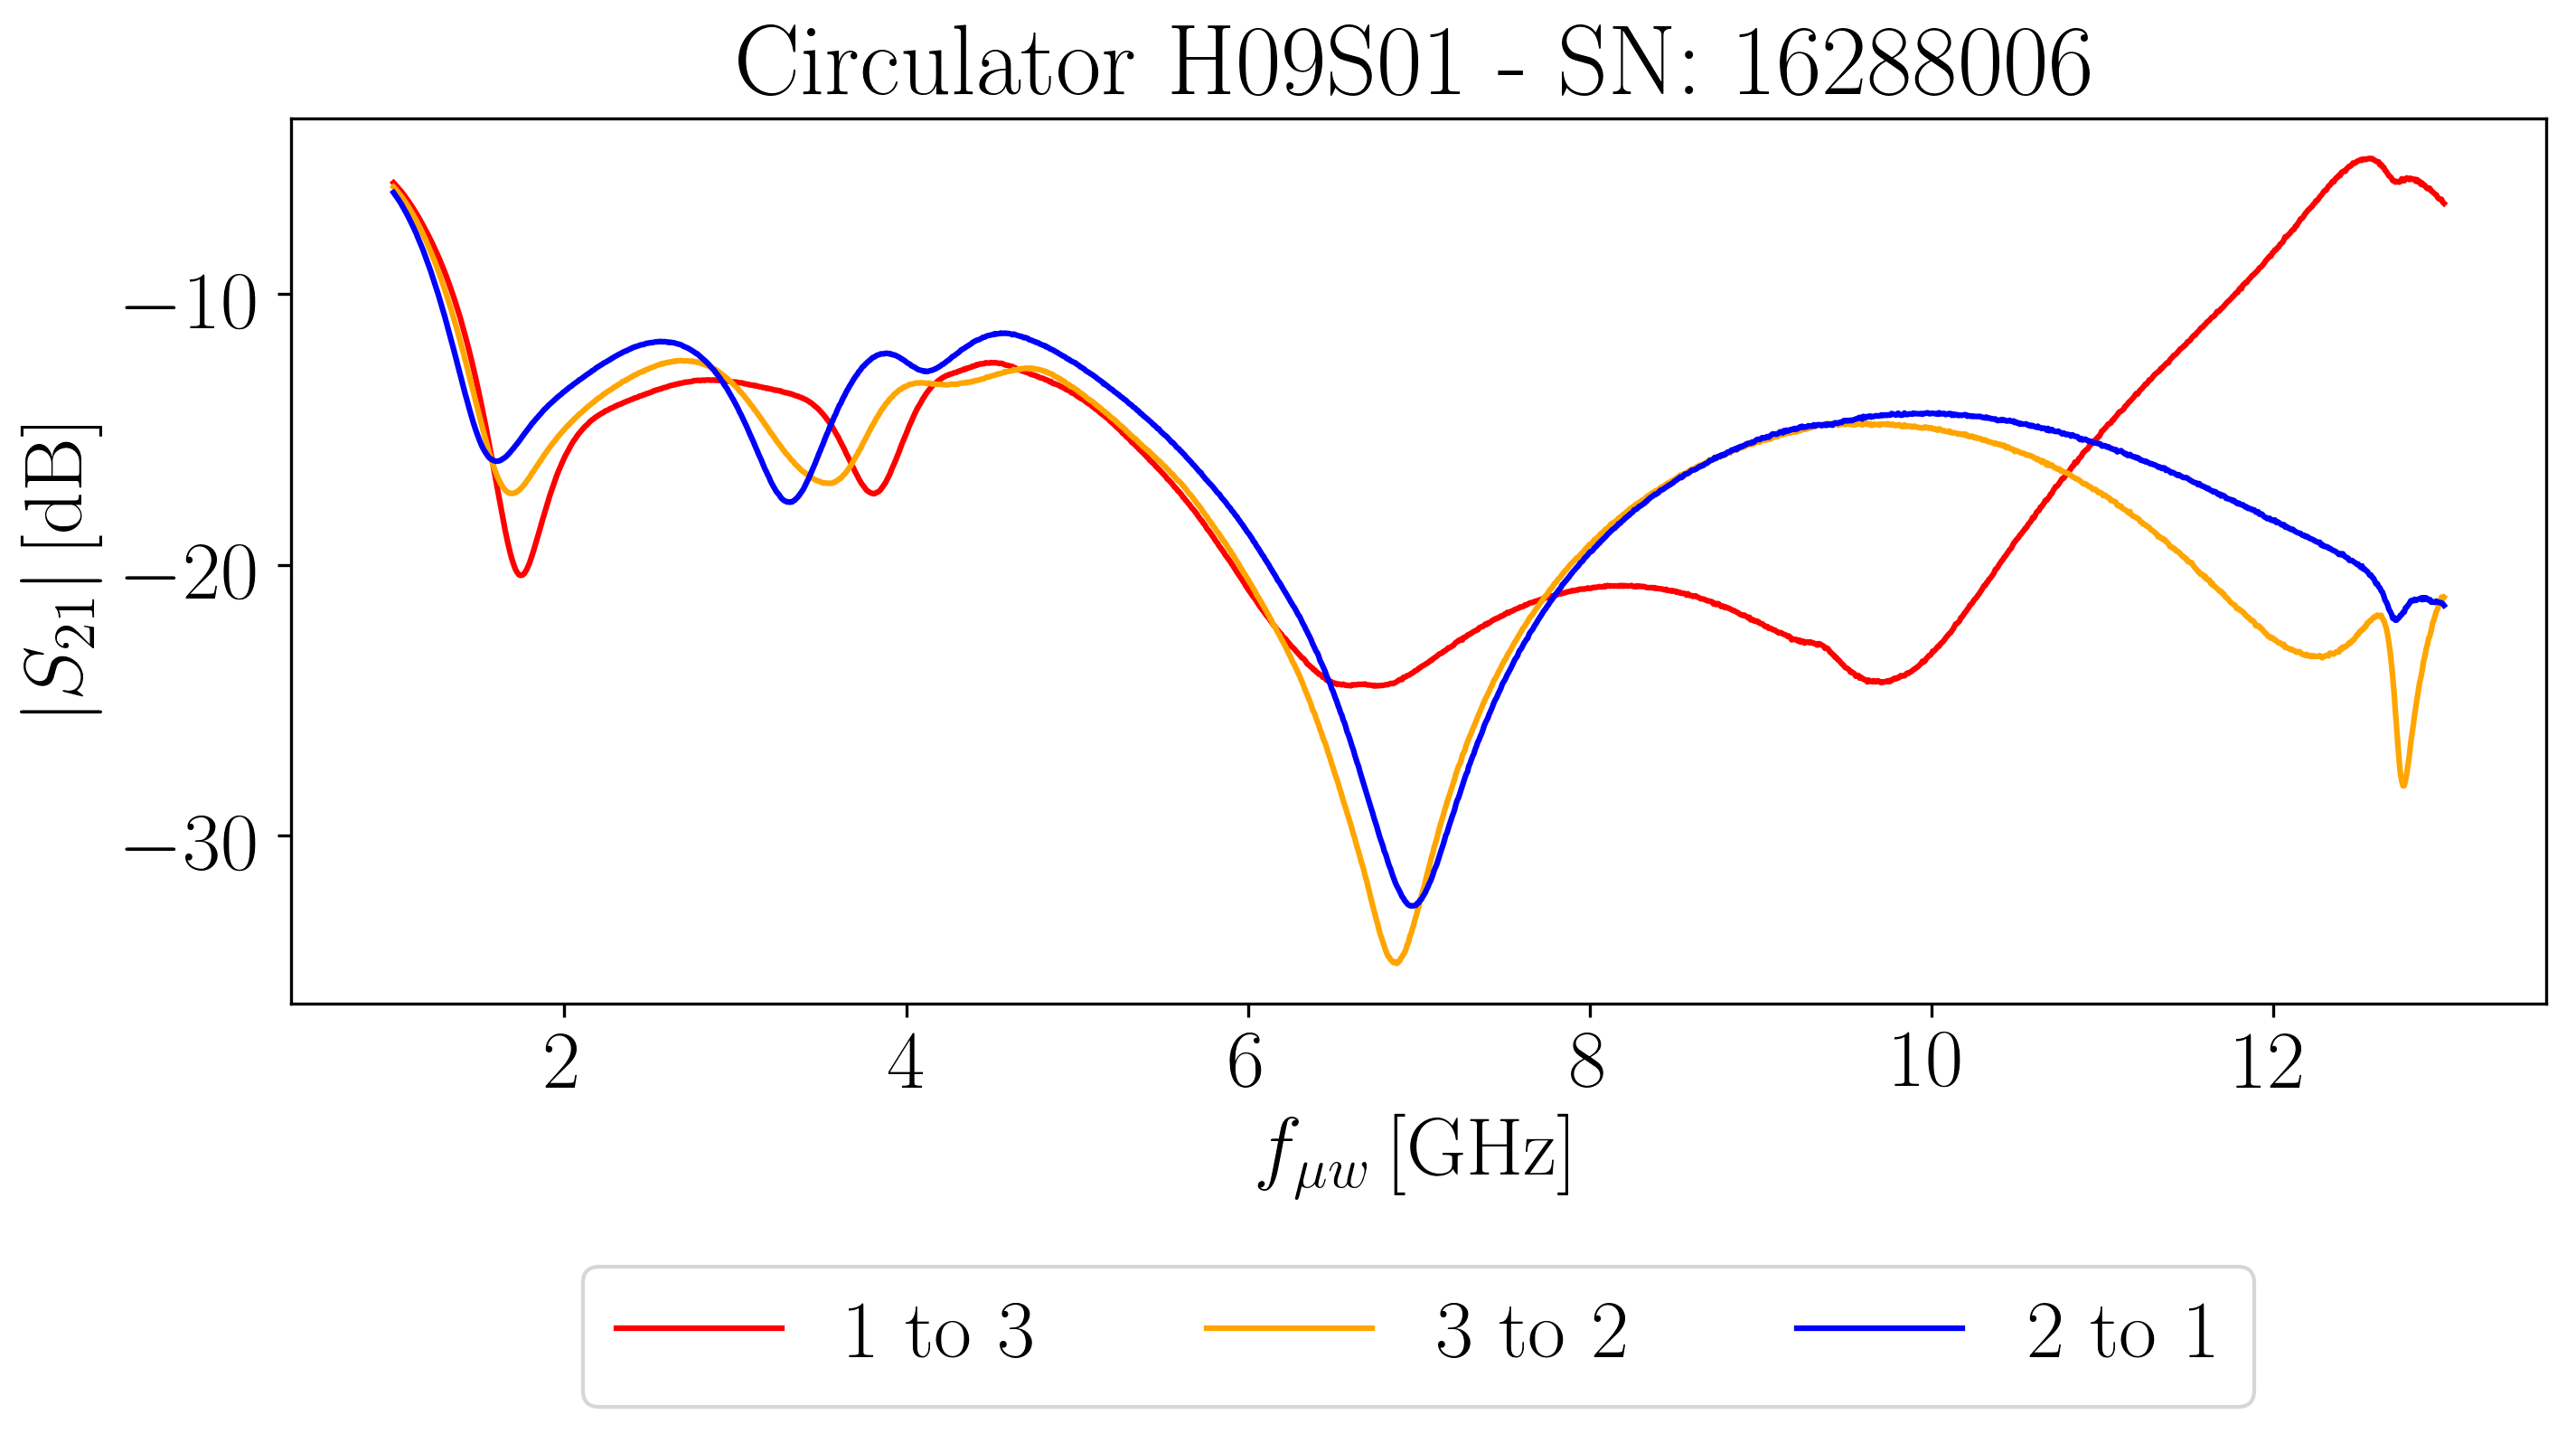 Circulator H09S01 - SN: 16288006
|S₂₁| [dB]
−10
−20
−30
2 4 6 8 10 12
f_μw [GHz]
1 to 3 3 to 2 2 to 1